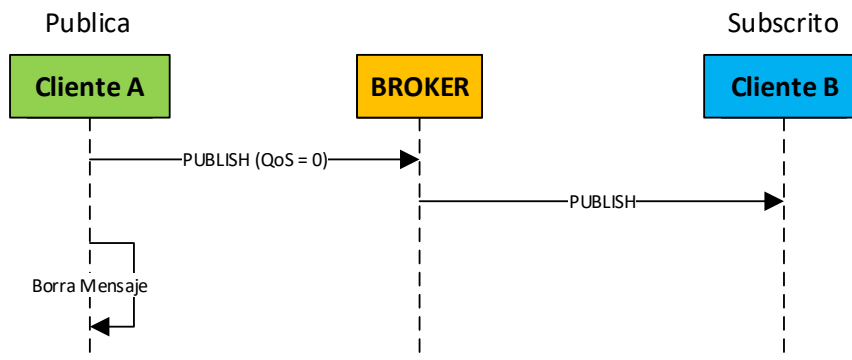 Publica
Subscrito
Cliente A
BROKER
Cliente B
PUBLISH (QoS = 0)
PUBLISH
Borra Mensaje